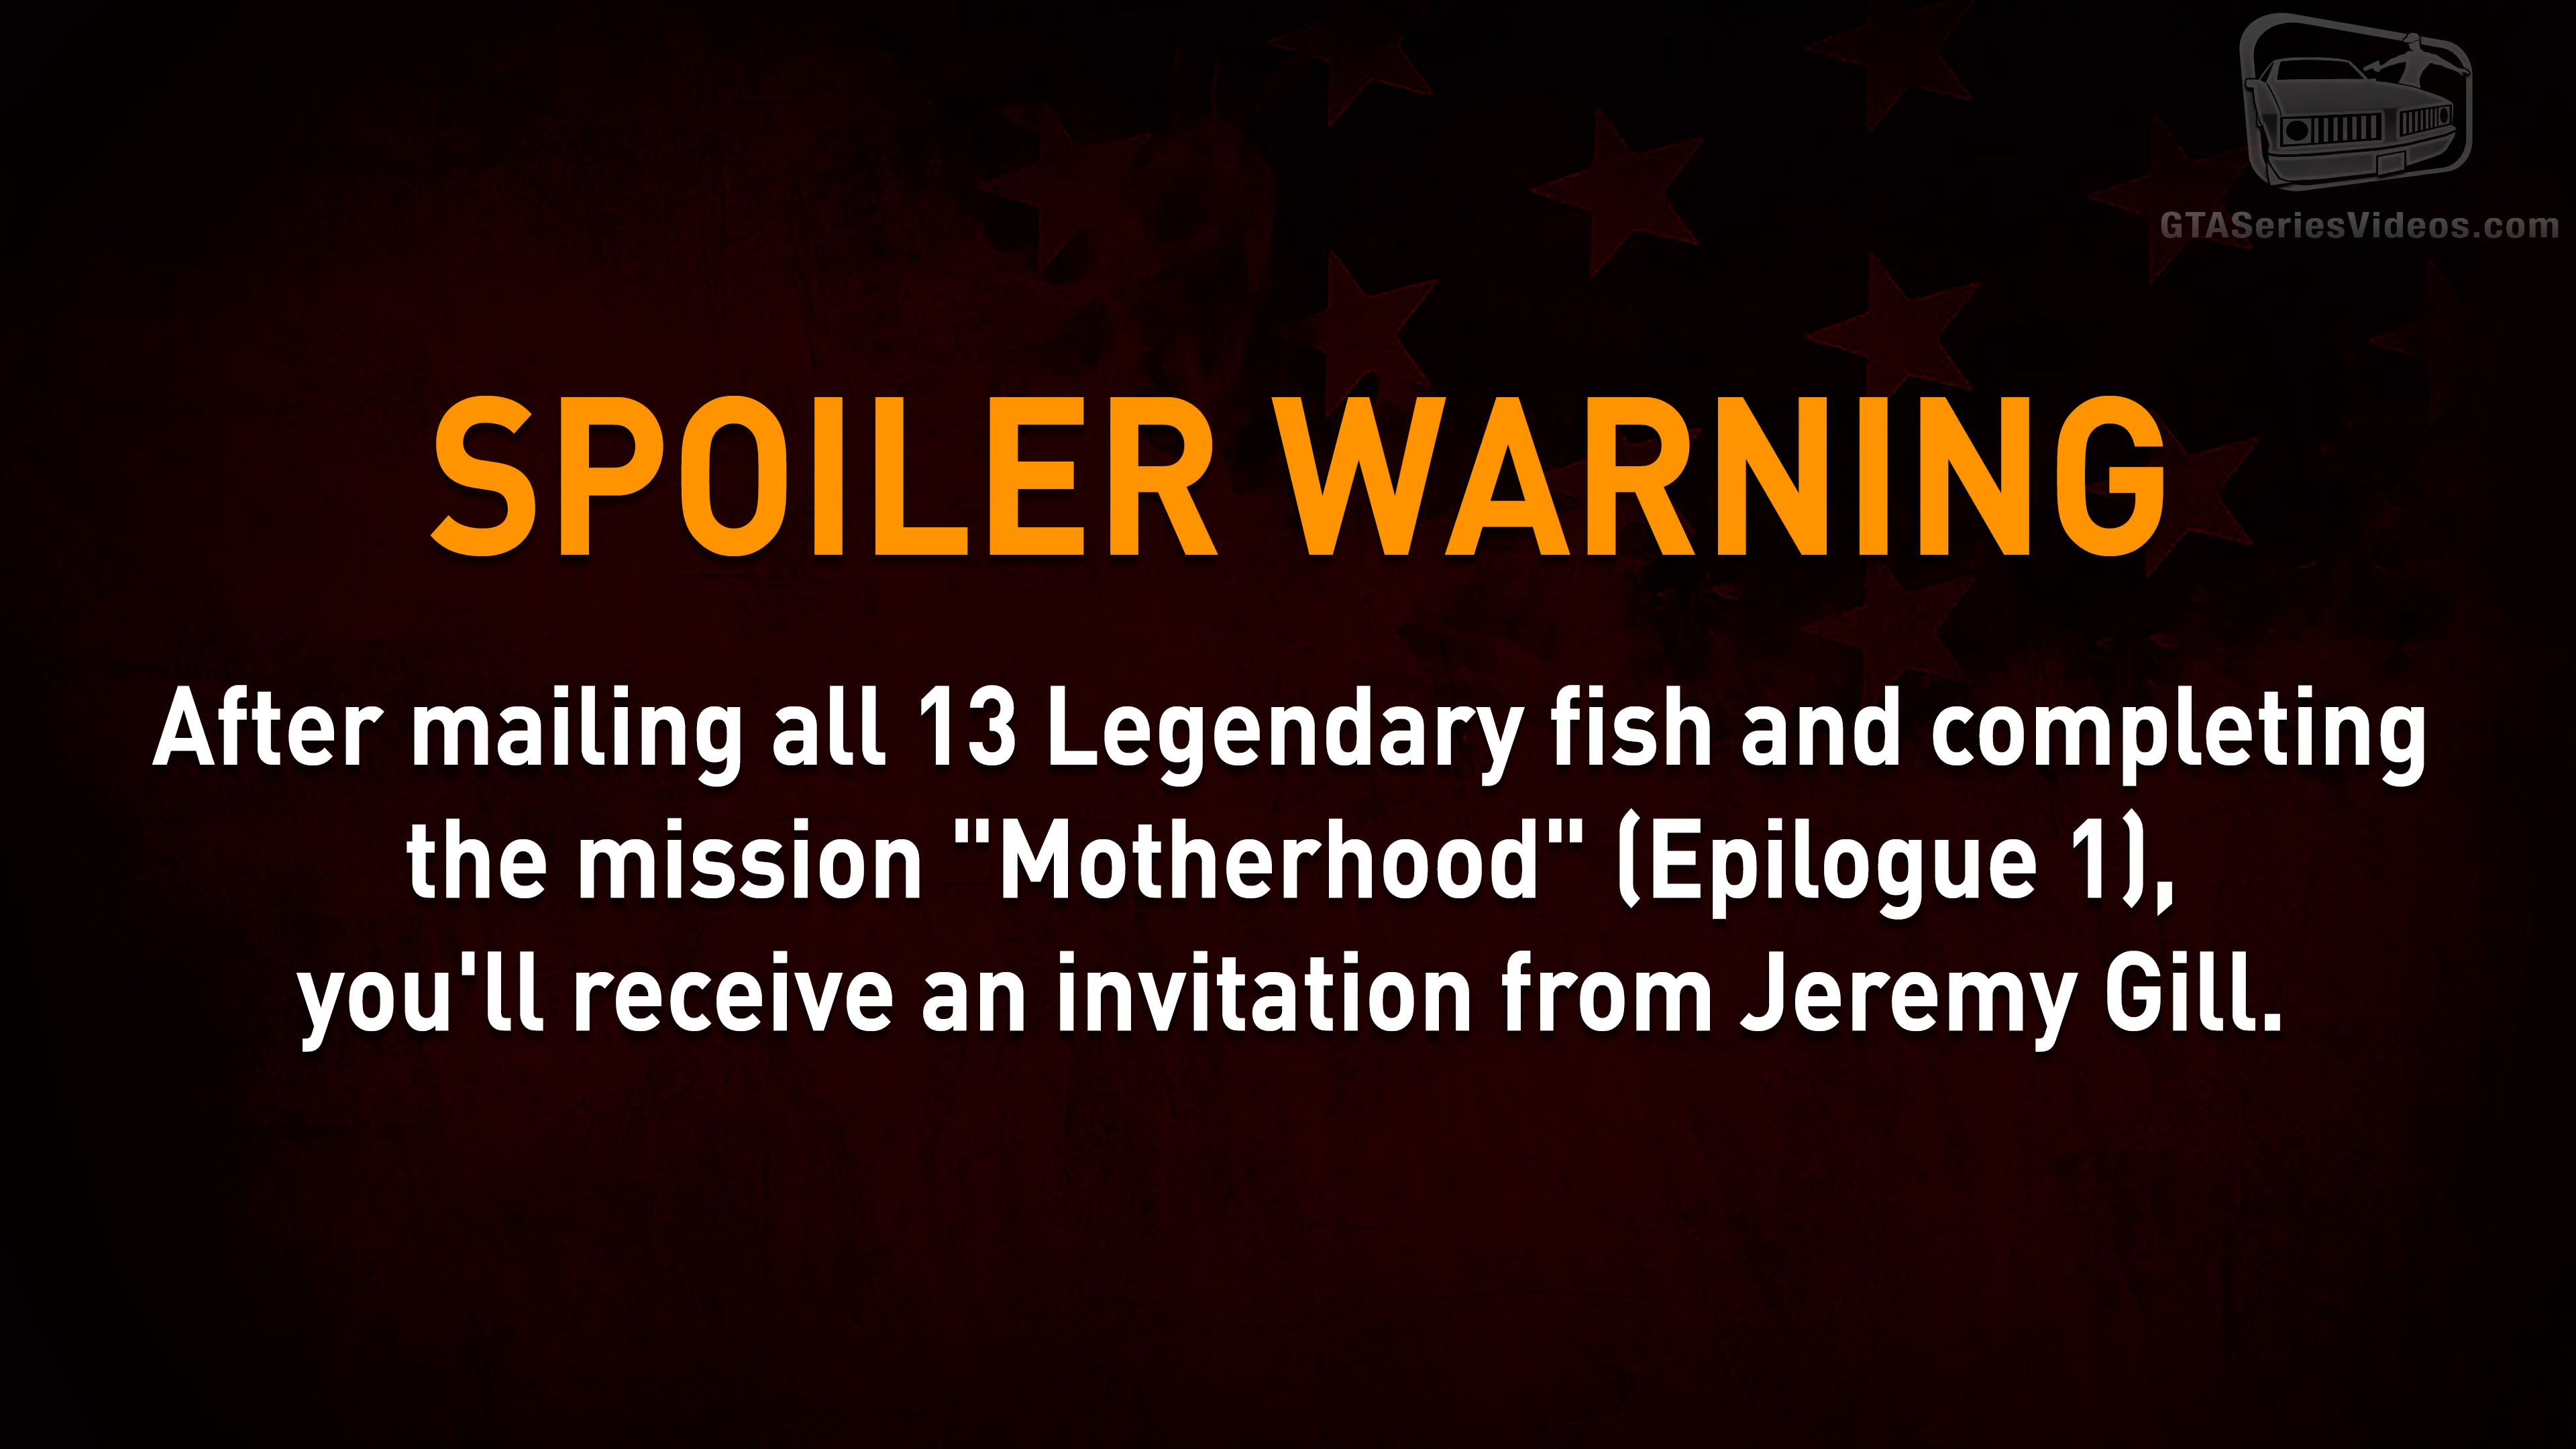 GTASeriesVideos.com
SPOILER WARNING
After mailing all 13 Legendary fish and completing
the mission "Motherhood" (Epilogue 1),
you'll receive an invitation from Jeremy Gill.